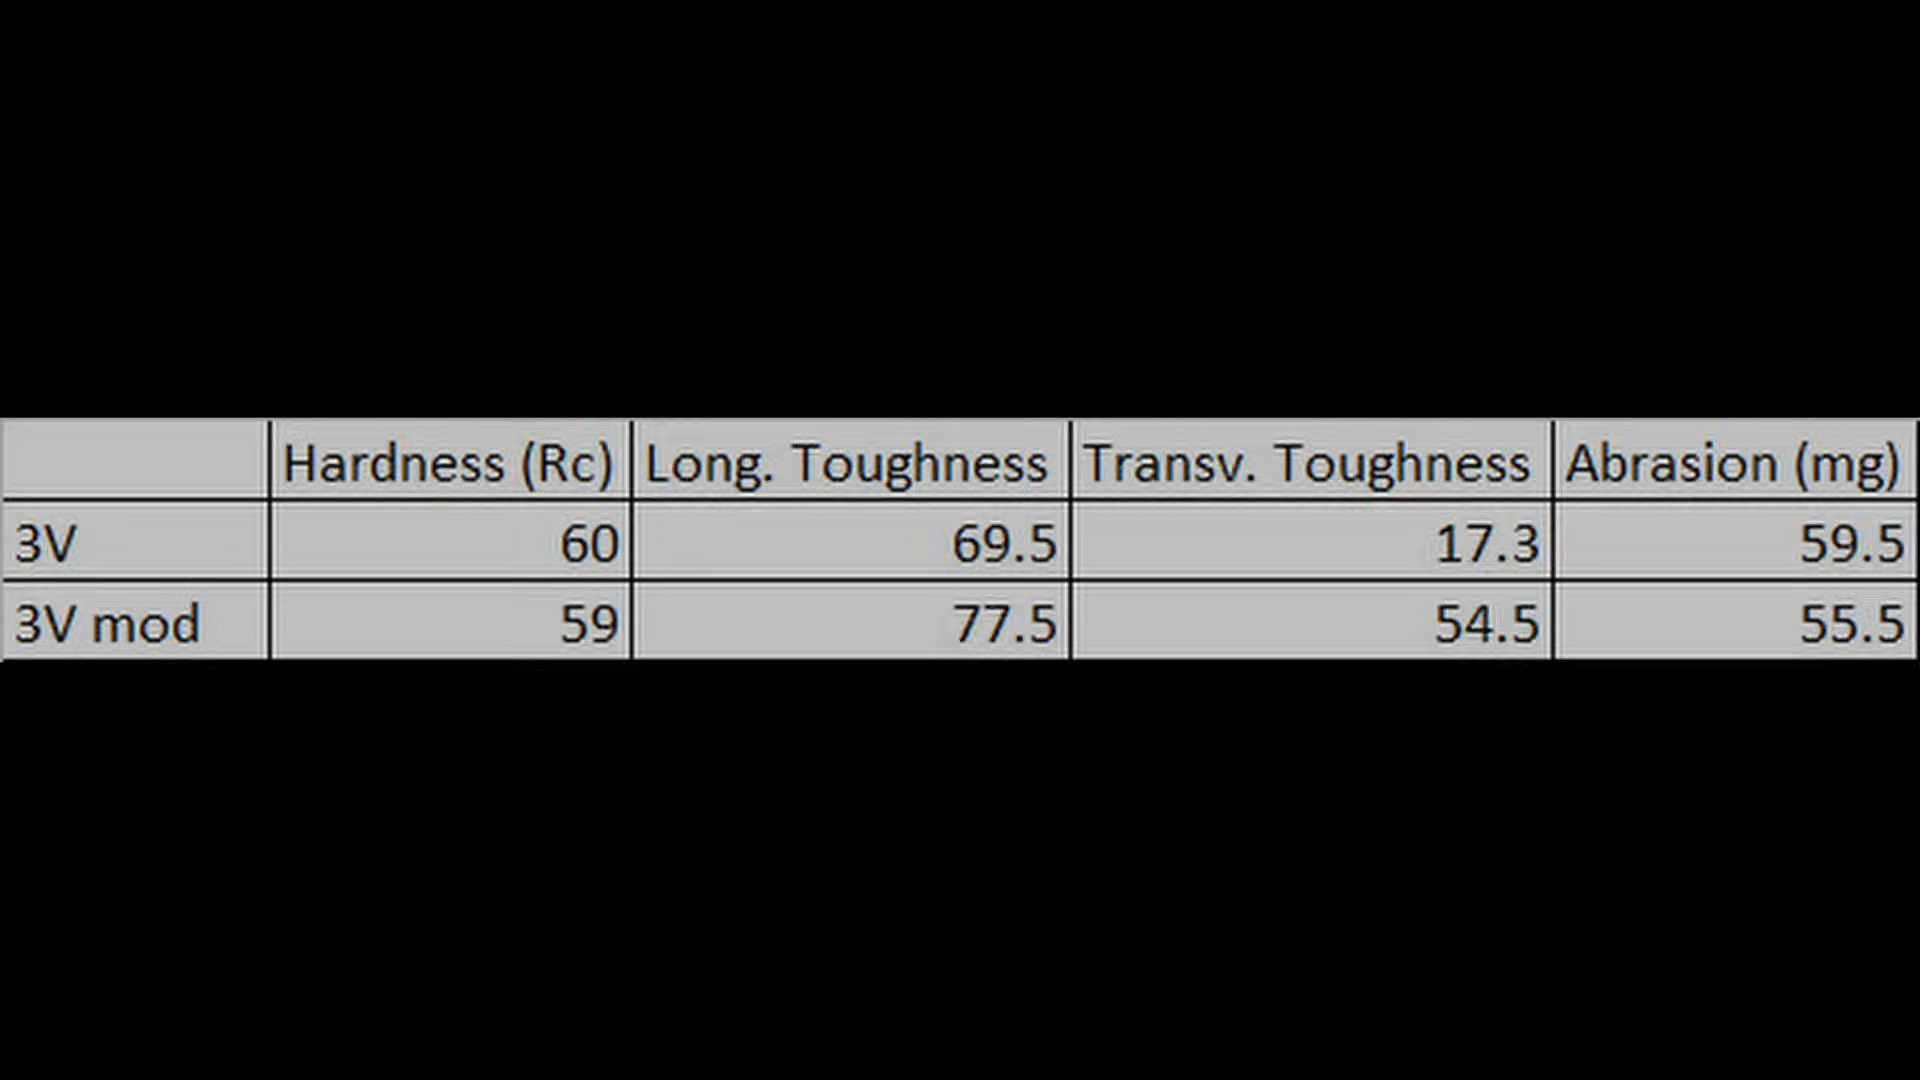 Hardness (Rc) Long. Toughness Transv. Toughness Abrasion (mg)
3V 60 69.5 17.3 59.5
3V mod 59 77.5 54.5 55.5